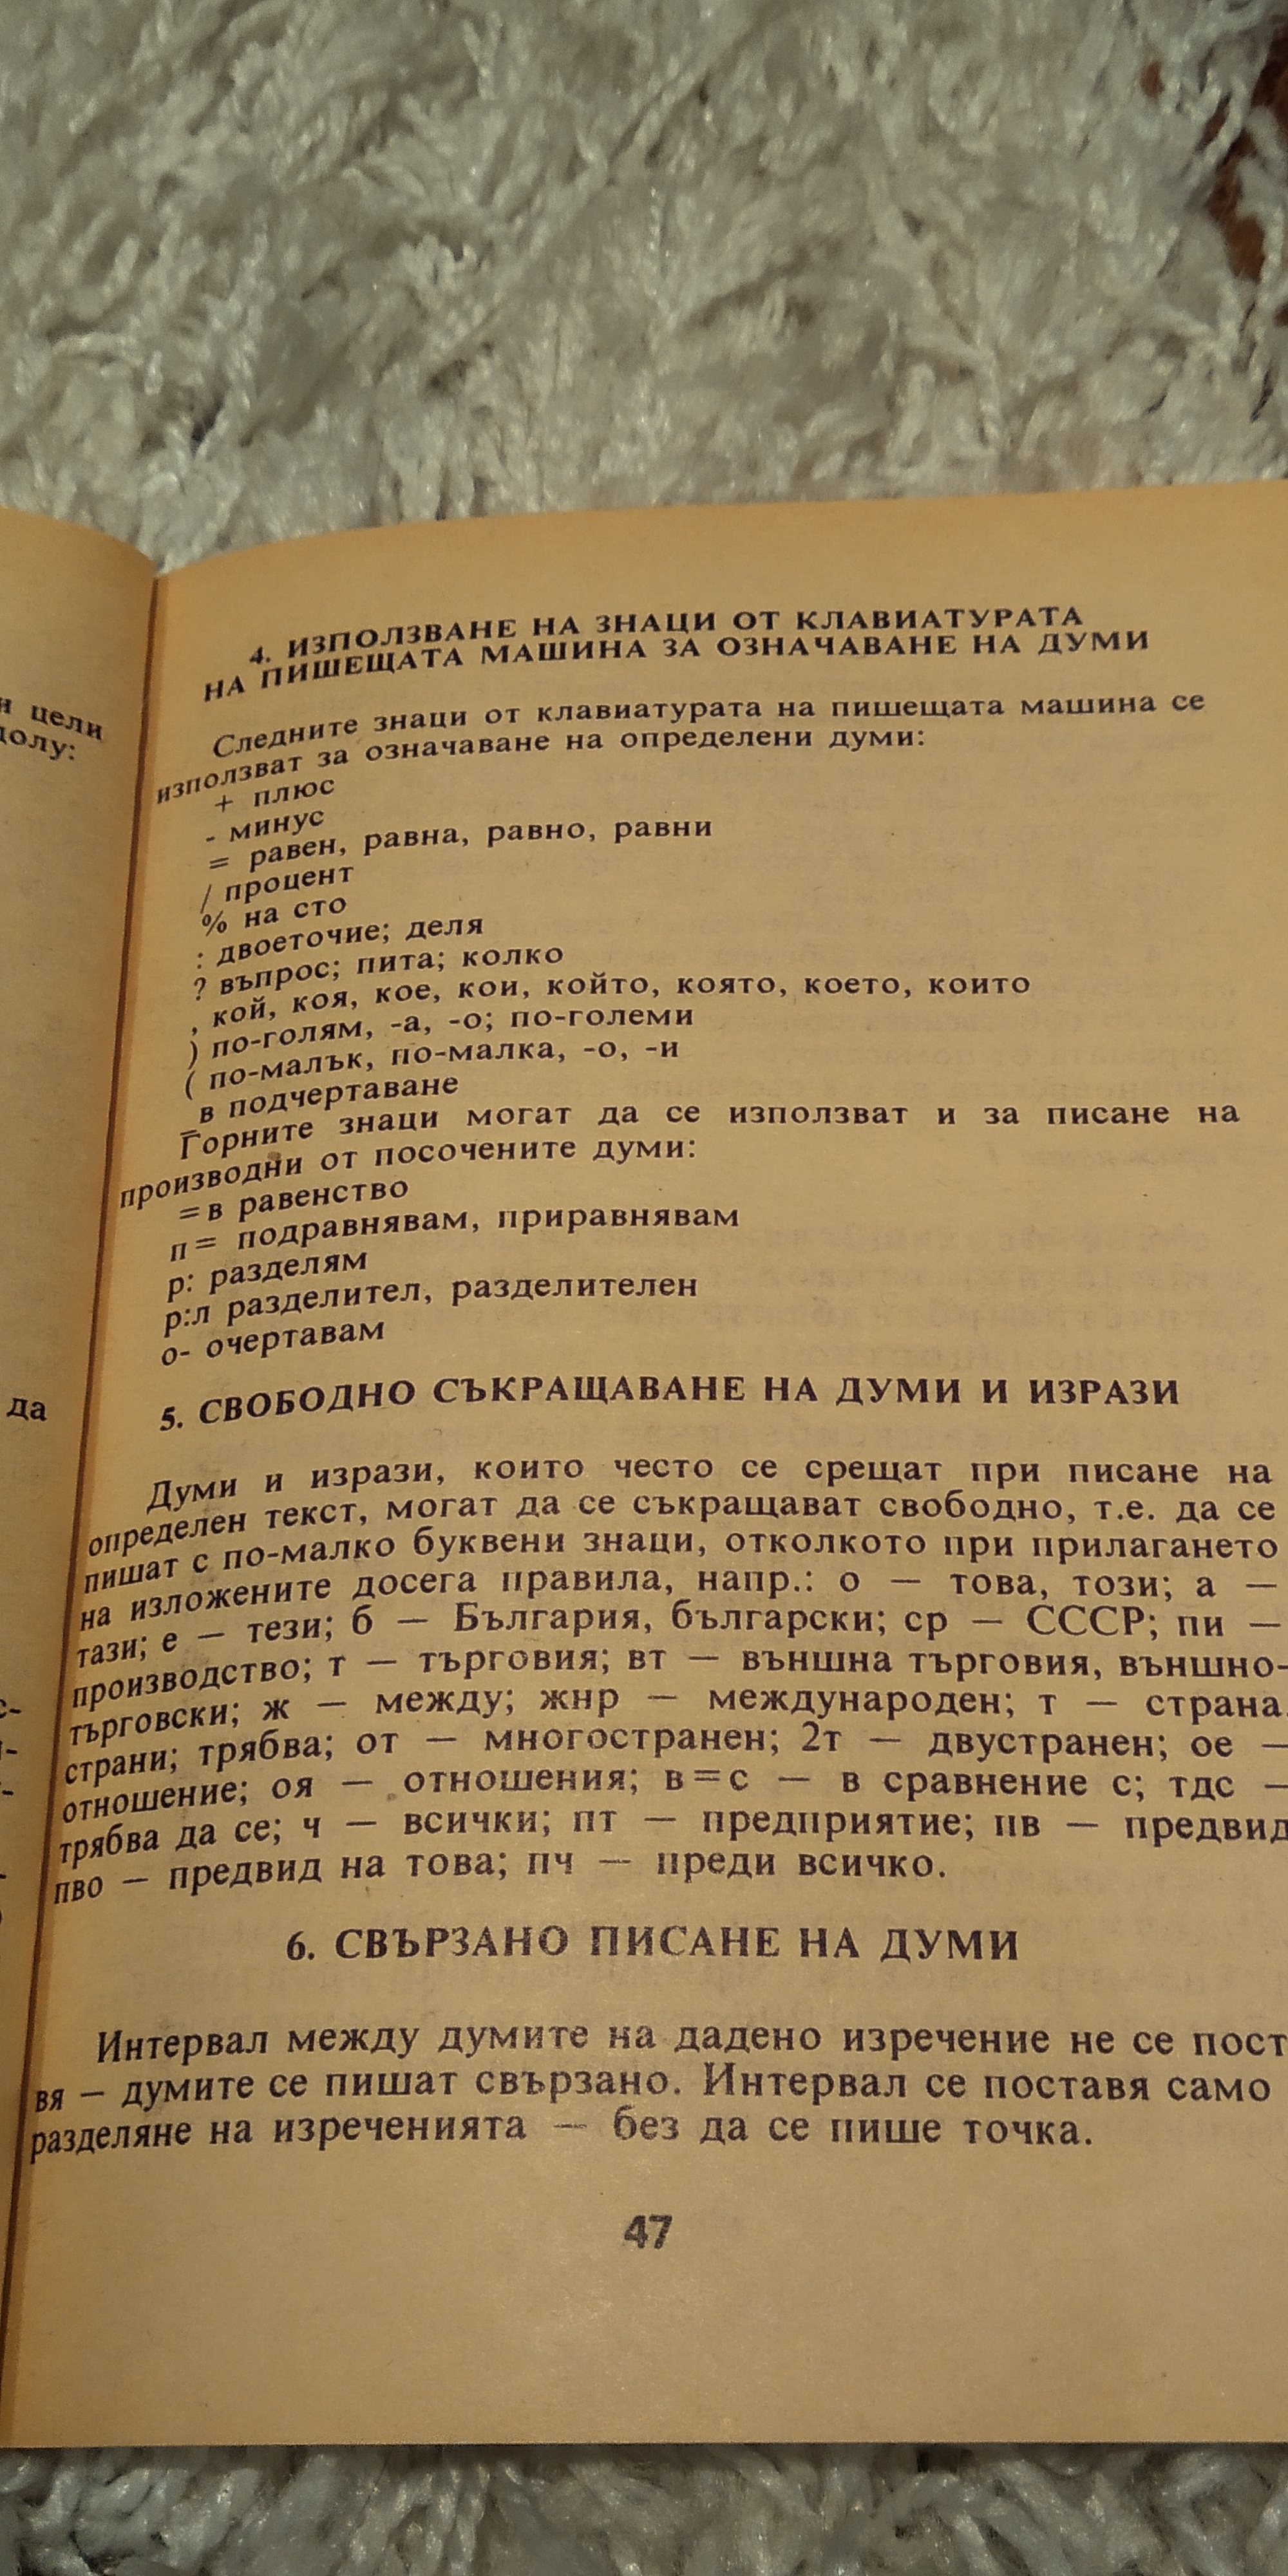 и цели
долу:
да
4. ИЗПОЛЗВАНЕ НА ЗНАЦИ ОТ КЛАВИАТУРАТА
НА ПИШЕЩАТА МАШИНА ЗА ОЗНАЧАВАНЕ НА ДУМИ
Следните знаци от клавиатурата на пишещата машина се
използват за означаване на определени думи:
+ плюс
- минус
= равен, равна, равно, равни
/ процент
% на сто
: двоеточие; деля
? въпрос; пита; колко
, кой, коя, кое, кои, който, която, което, които
) по-голям, -а, -о; по-големи
( по-малък, по-малка, -о, -и
_в подчертаване
Горните знаци могат да се използват и за писане на
производни от посочените думи:
=в равенство
п= подравнявам, приравнявам
р: разделям
р:л разделител, разделителен
о- очертавам
5. СВОБОДНО СЪКРАЩАВАНЕ НА ДУМИ И ИЗРАЗИ
Думи и изрази, които често се срещат при писане на
определен текст, могат да се съкращават свободно, т.е. да се
пишат с по-малко буквени знаци, отколкото при прилагането
на изложените досега правила, напр.: о — това, този; а —
тази; е — тези; б — България, български; ср — СССР; пи —
производство; т — търговия; вт — външна търговия, външно-
търговски; ж — между; жнр — международен; т — страна,
страни; трябва; от — многостранен; 2т — двустранен; ое —
отношение; оя — отношения; в=с — в сравнение с; тдс —
трябва да се; ч — всички; пт — предприятие; пв — предвид
пво — предвид на това; пч — преди всичко.
6. СВЪРЗАНО ПИСАНЕ НА ДУМИ
Интервал между думите на дадено изречение не се пост
вя — думите се пишат свързано. Интервал се поставя само
разделяне на изреченията — без да се пише точка.
47